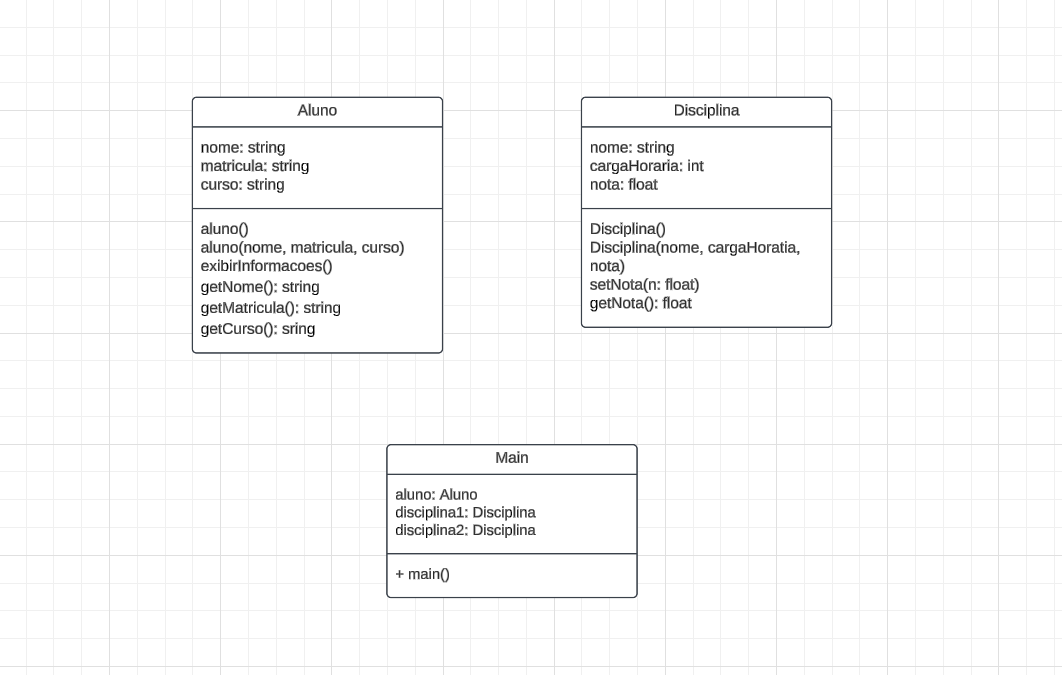 Aluno
nome: string
matricula: string
curso: string
aluno()
aluno(nome, matricula, curso)
exibirInformacoes()
getNome(): string
getMatricula(): string
getCurso(): sring
Disciplina
nome: string
cargaHoraria: int
nota: float
Disciplina()
Disciplina(nome, cargaHoratia,
nota)
setNota(n: float)
getNota(): float
Main
aluno: Aluno
disciplina1: Disciplina
disciplina2: Disciplina
+ main()